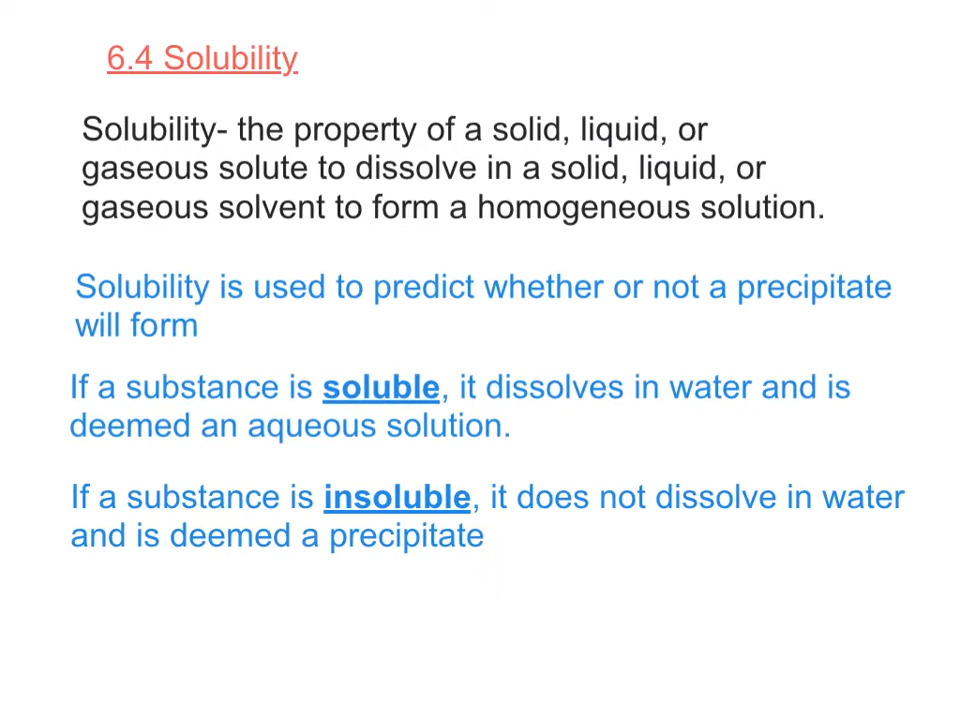 6.4 Solubility
Solubility- the property of a solid, liquid, or
gaseous solute to dissolve in a solid, liquid, or
gaseous solvent to form a homogeneous solution.
Solubility is used to predict whether or not a precipitate
will form
If a substance is soluble, it dissolves in water and is
deemed an aqueous solution.
If a substance is insoluble, it does not dissolve in water
and is deemed a precipitate